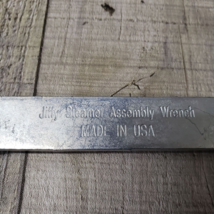 Jiffy Steamer Assembly Wrench
MADE IN USA